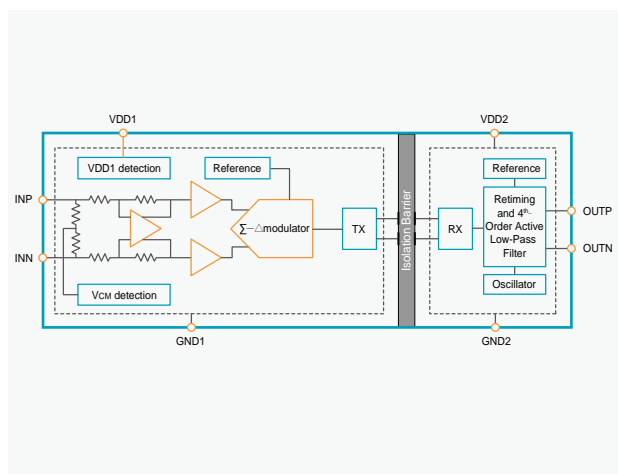 VDD1
VDD2
VDD1 detection
Reference
Reference
INP
INN
∑−△modulator
TX
Isolation Barrier
RX
Retiming
and 4th-
Order Active
Low-Pass
Filter
OUTP
OUTN
VCM detection
Oscillator
GND1
GND2